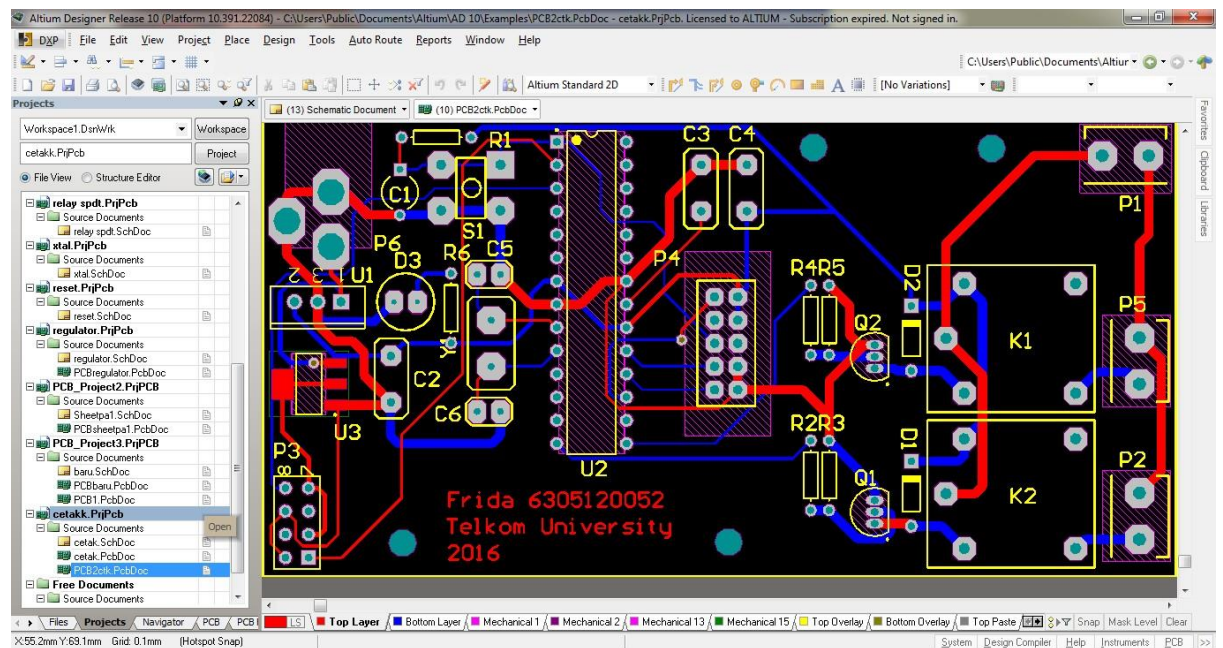 Altium Designer Release 10 (Platform 10.391.22084) - C:\Users\Public\Documents\Altium\AD 10\Examples\PCB2ctk.PcbDoc - cetakk.PrjPcb. Licensed to ALTIUM - Subscription expired. Not signed in.
DXP File Edit View Project Place Design Tools Auto Route Reports Window Help
C:\Users\Public\Documents\Altiur
Altium Standard 2D [No Variations]
Projects
(13) Schematic Document (10) PCB2ctk.PcbDoc
Workspace1.DsnWrk Workspace
cetakk.PrjPcb Project
File View Structure Editor
relay spdt.PrjPcb
Source Documents
relay spdt.SchDoc
xtal.PrjPcb
Source Documents
xtal.SchDoc
reset.PrjPcb
Source Documents
reset.SchDoc
regulator.PrjPcb
Source Documents
regulator.SchDoc
PCBregulator.PcbDoc
PCB_Project2.PrjPCB
Source Documents
Sheetpa1.SchDoc
PCBsheetpa1.PcbDoc
PCB_Project3.PrjPCB
Source Documents
baru.SchDoc
PCBbaru.PcbDoc
PCB1.PcbDoc
cetakk.PrjPcb
Source Documents
Open
cetak.SchDoc
cetak.PcbDoc
PCB2ctk.PcbDoc
Free Documents
Source Documents
R1 C3 C4
C1
P1
S1
P6 R6 C5 P4
D3
U1
2 3 1
R4R5 D2 P5
Q2
K1
Y1
C2
C6
U3
R2R3 D1 P2
P3
8 7
U2
Q1
K2
Frida 6305120052
Telkom University
2016
Favorites
Clipboard
Libraries
Files Projects Navigator PCB PCB LS Top Layer Bottom Layer Mechanical 1 Mechanical 2 Mechanical 13 Mechanical 15 Top Overlay Bottom Overlay Top Paste Snap Mask Level Clear
X:55.2mm Y:69.1mm Grid: 0.1mm (Hotspot Snap) System Design Compiler Help Instruments PCB >>